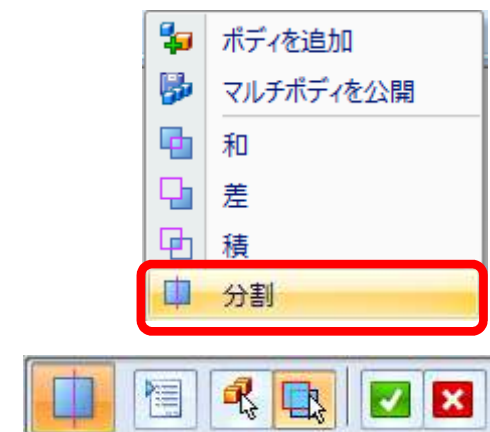 ボディを追加
マルチボディを公開
和
差
積
分割